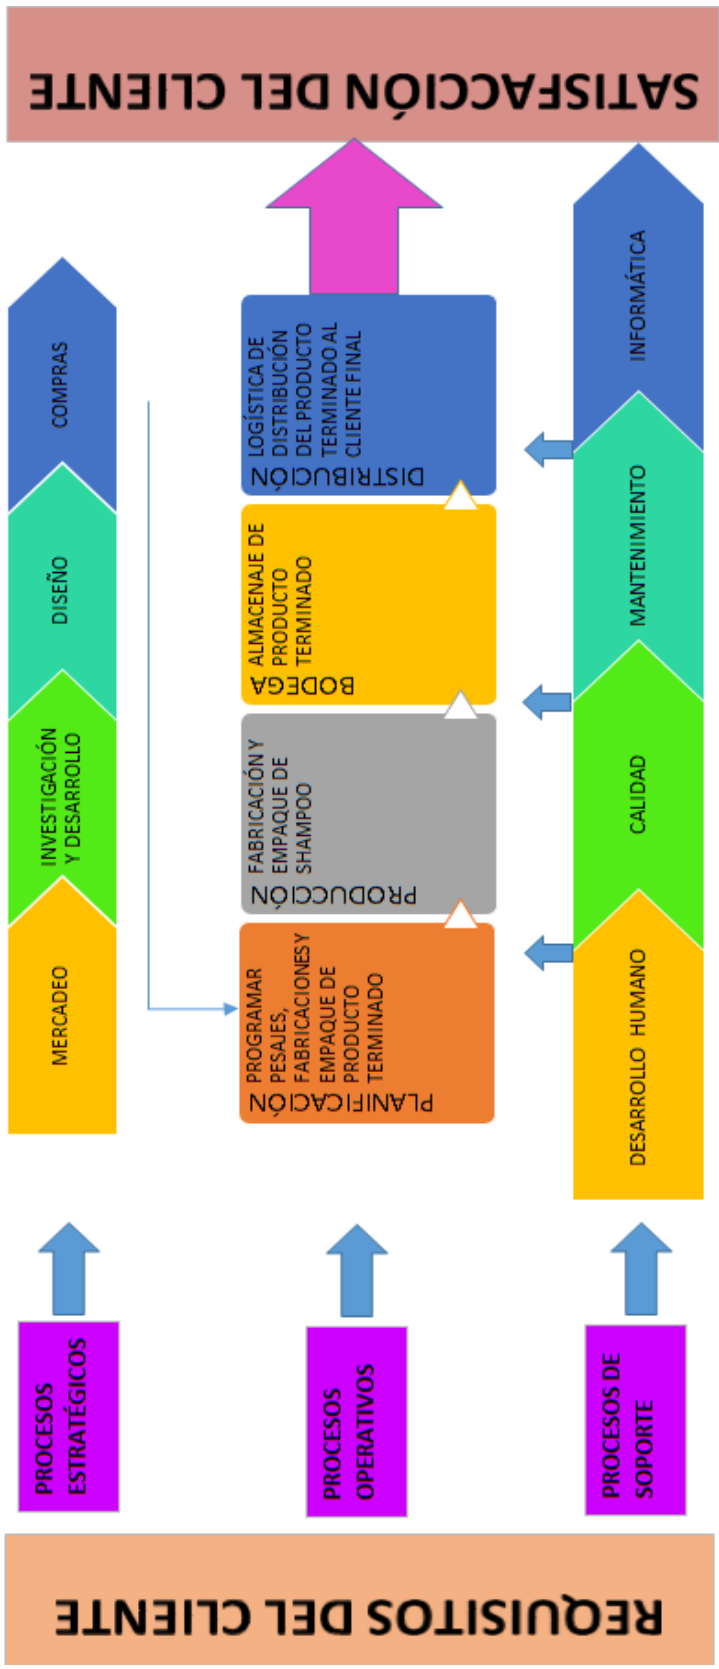 REQUISITOS DEL CLIENTE
PROCESOS
ESTRATÉGICOS
MERCADEO
INVESTIGACIÓN
Y DESARROLLO
DISEÑO
COMPRAS
PROCESOS
OPERATIVOS
PLANIFICACIÓN
PROGRAMAR
PESAJES,
FABRICACIONES Y
EMPAQUE DE
PRODUCTO
TERMINADO
PRODUCCIÓN
FABRICACIÓN Y
EMPAQUE DE
SHAMPOO
BODEGA
ALMACENAJE DE
PRODUCTO
TERMINADO
DISTRIBUCIÓN
LOGÍSTICA DE
DISTRIBUCIÓN
DEL PRODUCTO
TERMINADO AL
CLIENTE FINAL
PROCESOS DE
SOPORTE
DESARROLLO HUMANO
CALIDAD
MANTENIMIENTO
INFORMÁTICA
SATISFACCIÓN DEL CLIENTE